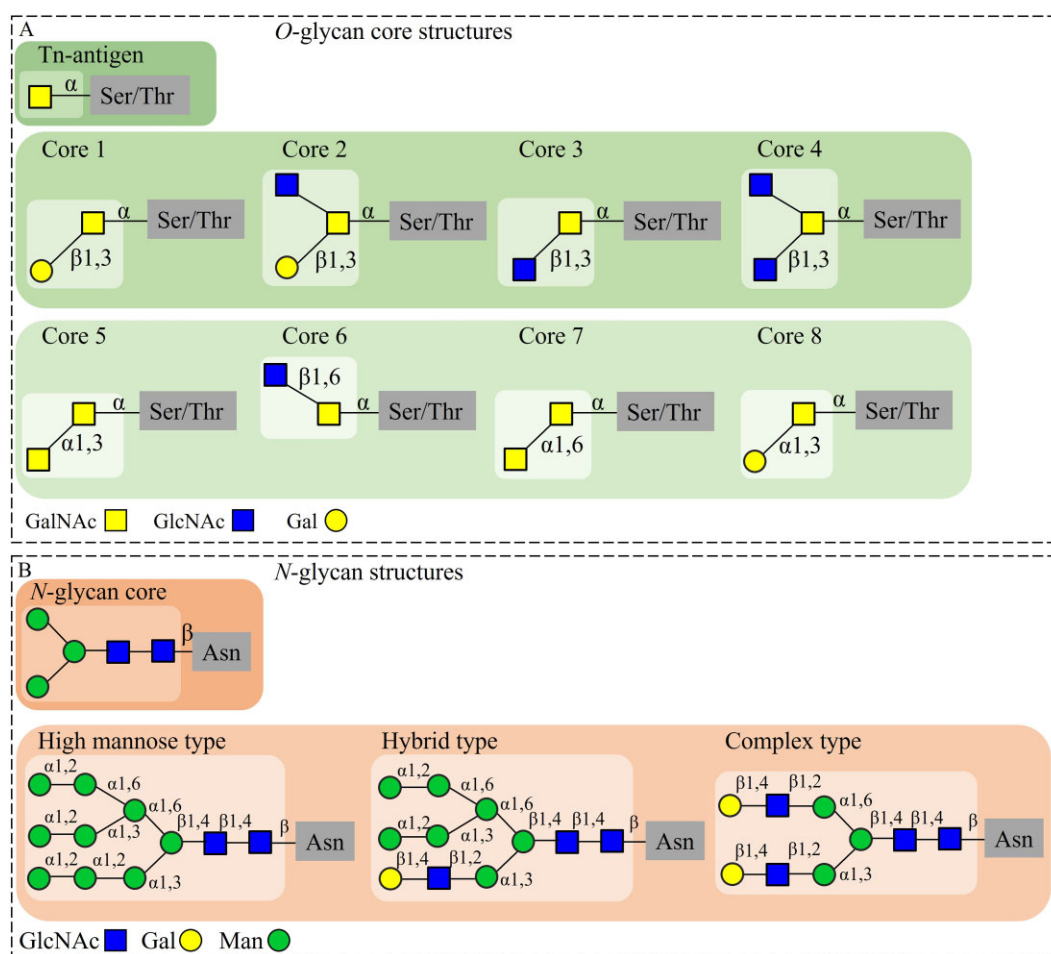 A
O-glycan core structures
Tn-antigen
α
Ser/Thr
Core 1
Core 2
Core 3
Core 4
α
Ser/Thr
β1,3
α
Ser/Thr
β1,3
α
Ser/Thr
β1,3
α
Ser/Thr
β1,3
Core 5
Core 6
Core 7
Core 8
α
Ser/Thr
α1,3
β1,6
α
Ser/Thr
α
Ser/Thr
α1,6
α
Ser/Thr
α1,3
GalNAc GlcNAc Gal
B
N-glycan structures
N-glycan core
β
Asn
High mannose type
α1,2
α1,6
α1,2
α1,3
α1,6
α1,2
α1,2
α1,3
β1,4
β1,4
β
Asn
Hybrid type
α1,2
α1,6
α1,2
α1,3
α1,6
β1,4
β1,2
α1,3
β1,4
β1,4
β
Asn
Complex type
β1,4
β1,2
α1,6
β1,4
β1,2
α1,3
β1,4
β1,4
β
Asn
GlcNAc Gal Man